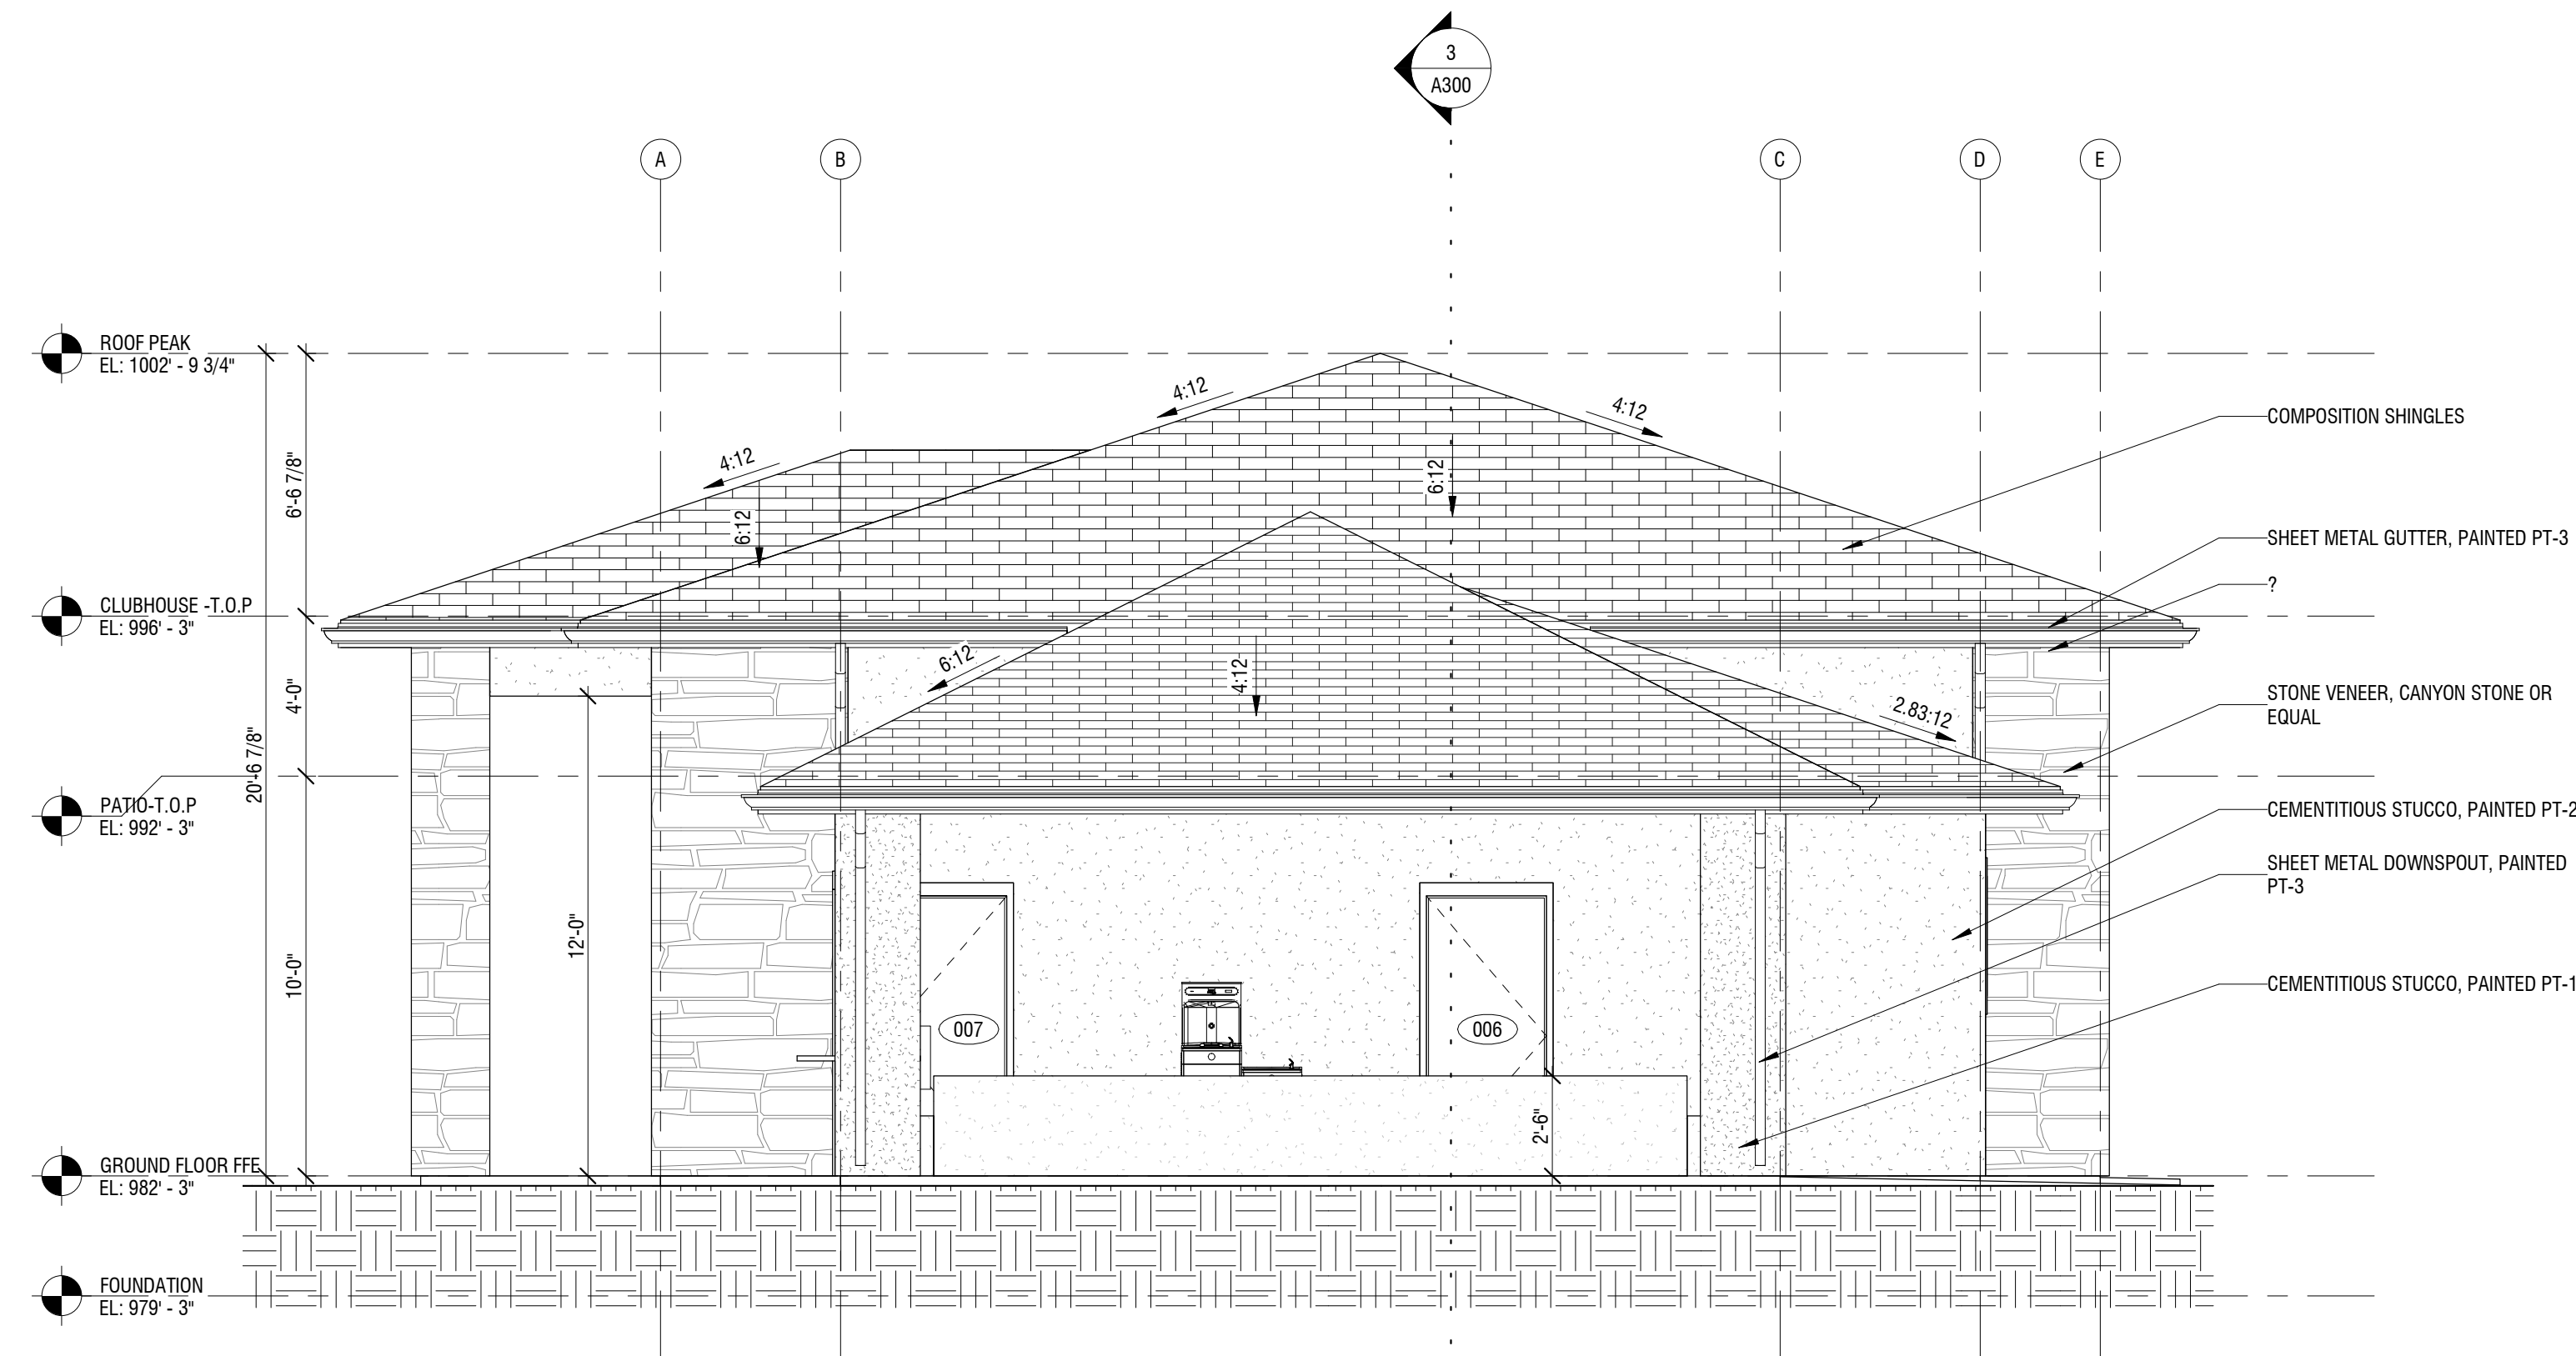 3
A300
A
B
C
D
E
ROOF PEAK
EL: 1002' - 9 3/4"
4:12
4:12
4:12
6:12
6:12
COMPOSITION SHINGLES
6'-6 7/8"
SHEET METAL GUTTER, PAINTED PT-3
?
CLUBHOUSE -T.O.P
EL: 996' - 3"
6:12
4:12
2.83:12
4'-0"
20'-6 7/8"
STONE VENEER, CANYON STONE OR
EQUAL
PATIO-T.O.P
EL: 992' - 3"
CEMENTITIOUS STUCCO, PAINTED PT-2
SHEET METAL DOWNSPOUT, PAINTED
PT-3
12'-0"
10'-0"
CEMENTITIOUS STUCCO, PAINTED PT-1
007
006
2'-6"
GROUND FLOOR FFE
EL: 982' - 3"
FOUNDATION
EL: 979' - 3"